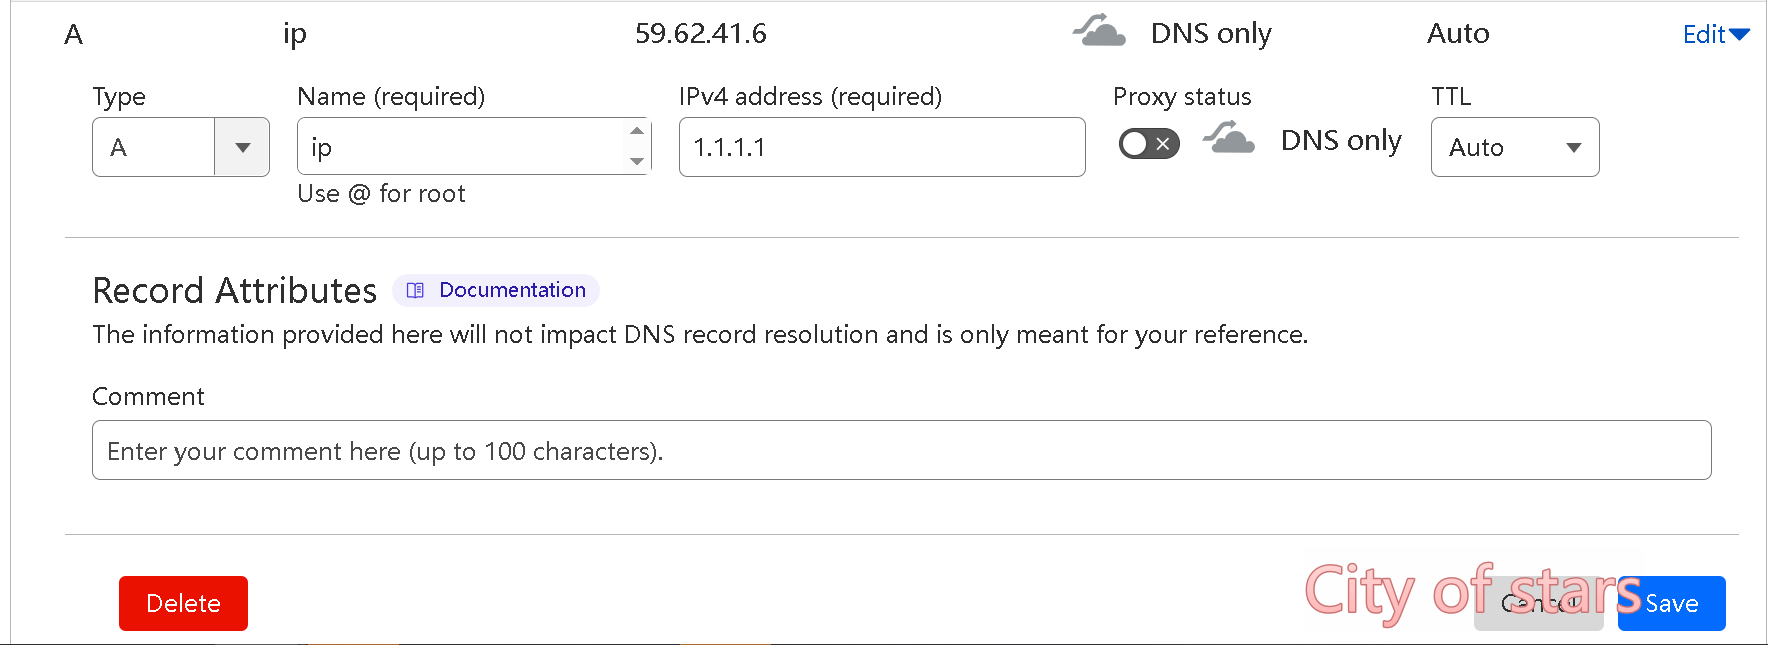 A ip 59.62.41.6 DNS only Auto Edit
Type Name (required) IPv4 address (required) Proxy status TTL
A ip 1.1.1.1 DNS only Auto
Use @ for root
Record Attributes Documentation
The information provided here will not impact DNS record resolution and is only meant for your reference.
Comment
Enter your comment here (up to 100 characters).
Delete Cancel Save
City of stars